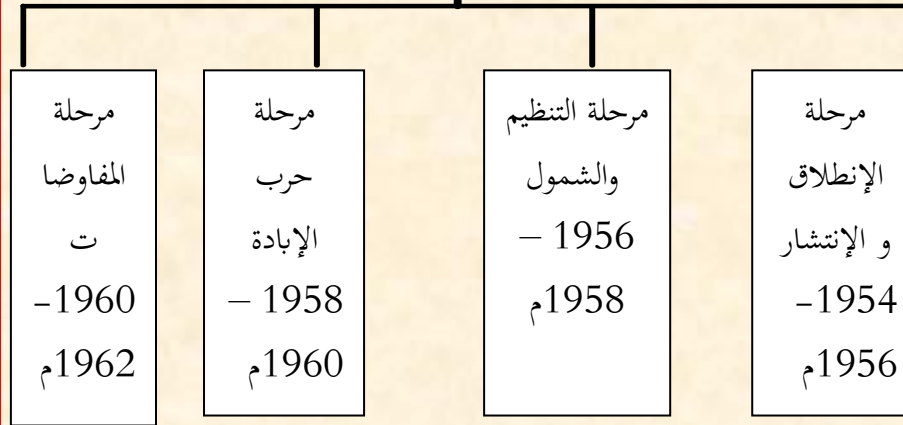 مرحلة
الإنطلاق
و الإنتشار
1954-
1956م
مرحلة التنظيم
والشمول
1956 –
1958م
مرحلة
حرب
الإبادة
1958 –
1960م
مرحلة
المفاوضا
ت
1960-
1962م